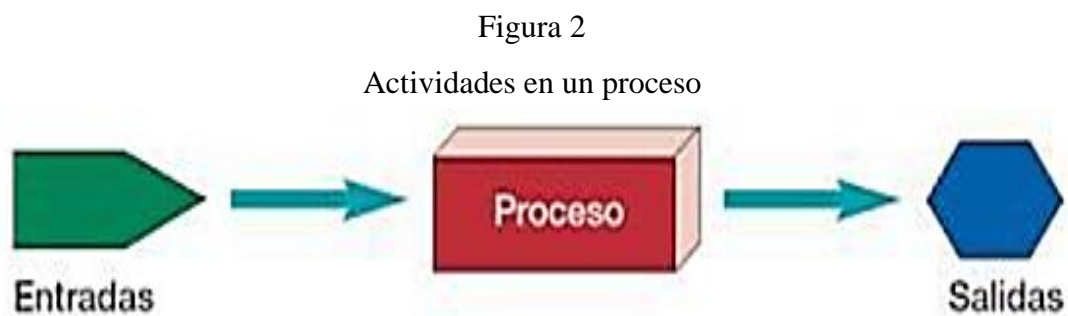 Figura 2
Actividades en un proceso
Proceso
Entradas
Salidas